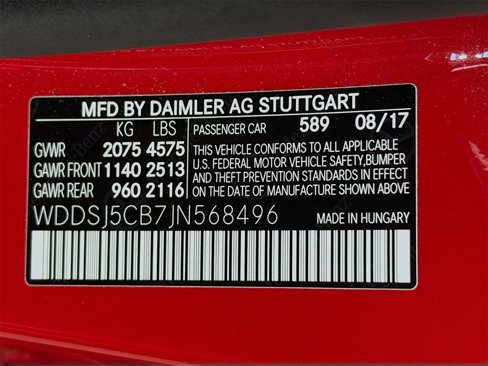 MFD BY DAIMLER AG STUTTGART
KG LBS PASSENGER CAR 589 08/17
GVWR 2075 4575
GAWR FRONT 1140 2513
GAWR REAR 960 2116
THIS VEHICLE CONFORMS TO ALL APPLICABLE
U.S. FEDERAL MOTOR VEHICLE SAFETY,BUMPER
AND THEFT PREVENTION STANDARDS IN EFFECT
ON THE DATE OF MANUFACTURE SHOWN ABOVE.
WDDSJ5CB7JN568496 MADE IN HUNGARY